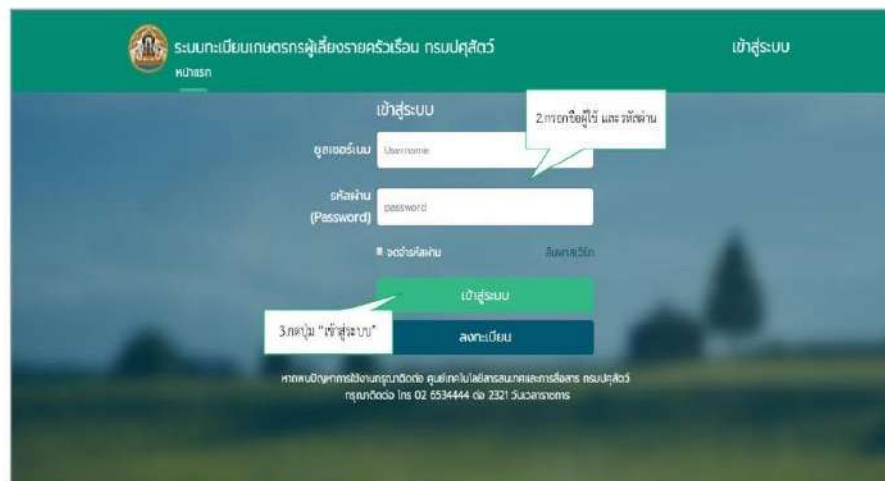 ระบบทะเบียนเกษตรกรผู้เลี้ยงรายครัวเรือน กรมปศุสัตว์
เข้าสู่ระบบ
หน้าแรก
เข้าสู่ระบบ
2.กรอกชื่อผู้ใช้ และรหัสผ่าน
ยูสเซอร์เนม
Username
รหัสผ่าน
(Password)
password
จดจำรหัสผ่าน
ลืมพาสเวิร์ด
เข้าสู่ระบบ
3.กดปุ่ม "เข้าสู่ระบบ"
ลงทะเบียน
หากพบปัญหาการใช้งานกรุณาติดต่อ ศูนย์เทคโนโลยีสารสนเทศและการสื่อสาร กรมปศุสัตว์
กรุณาติดต่อ โทร 02 6534444 ต่อ 2321 วันเวลาราชการ